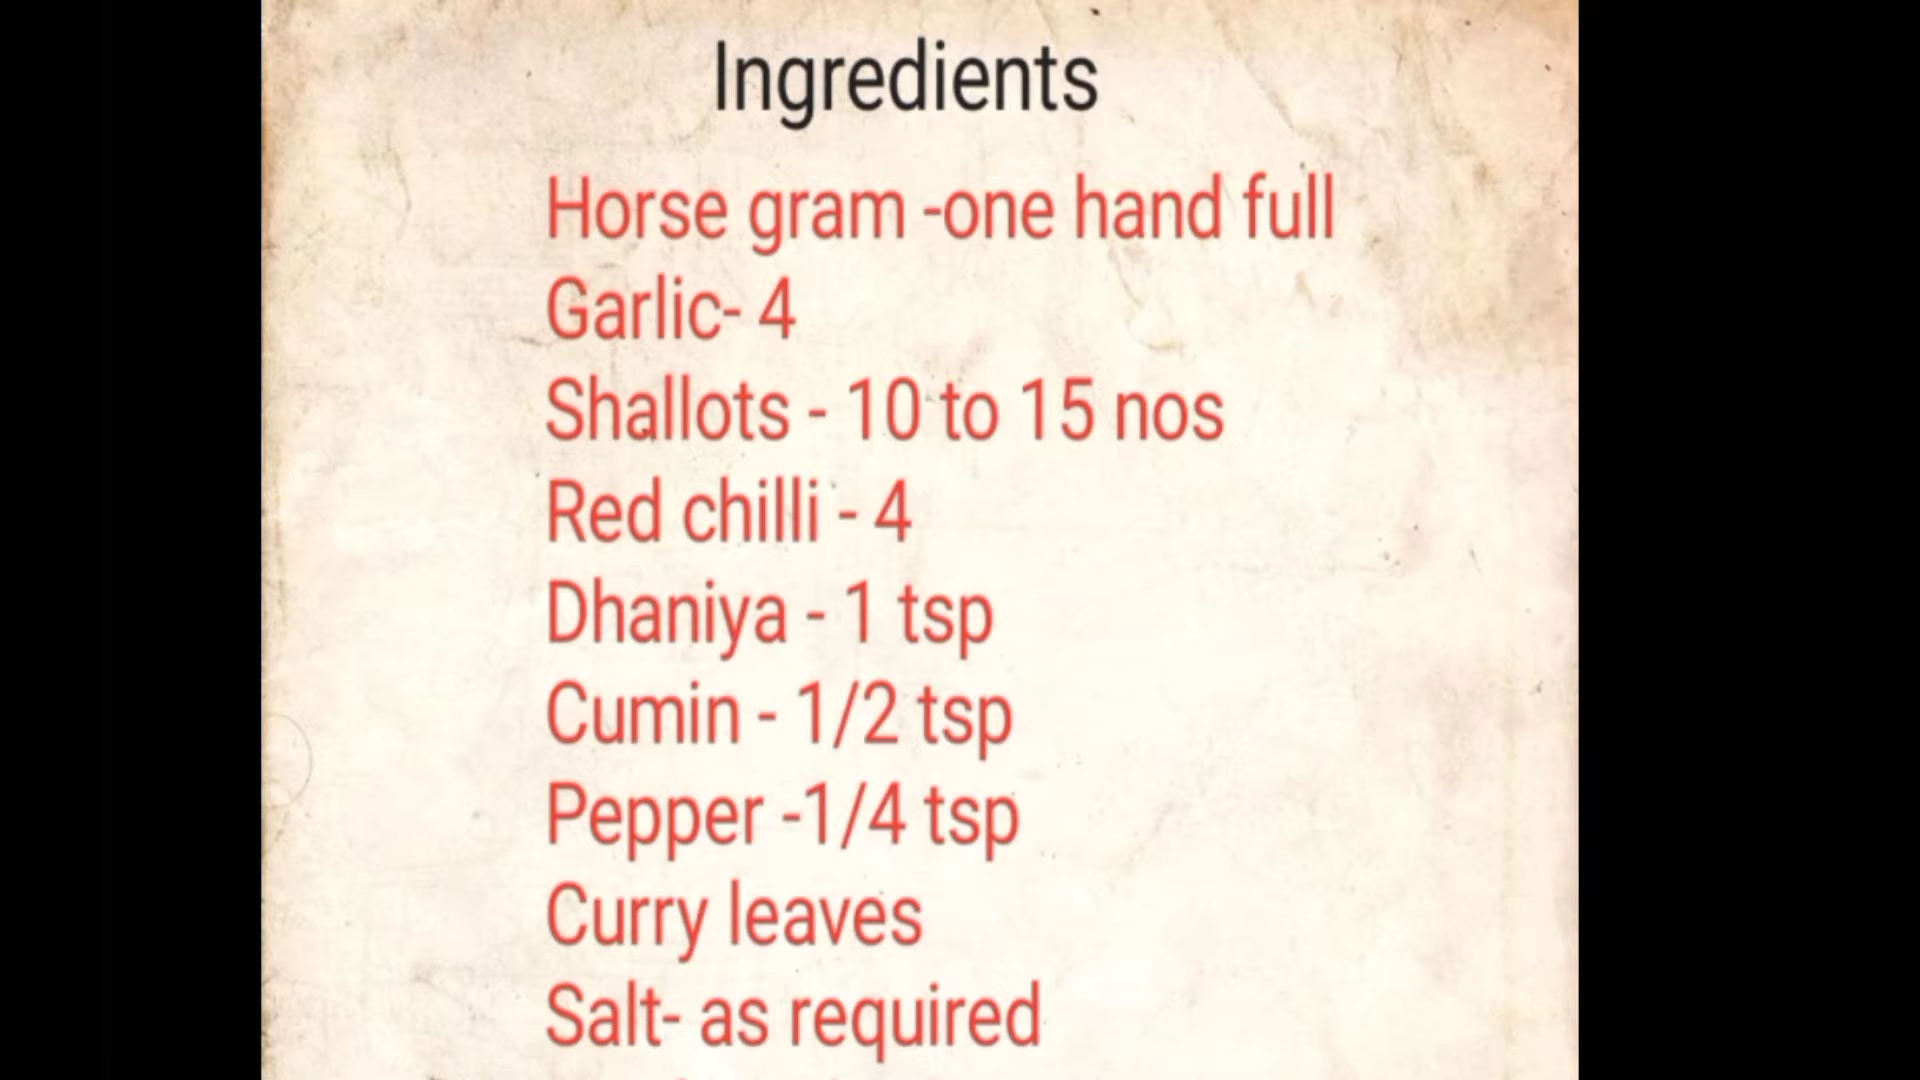 Ingredients
Horse gram -one hand full
Garlic- 4
Shallots - 10 to 15 nos
Red chilli - 4
Dhaniya - 1 tsp
Cumin - 1/2 tsp
Pepper -1/4 tsp
Curry leaves
Salt- as required